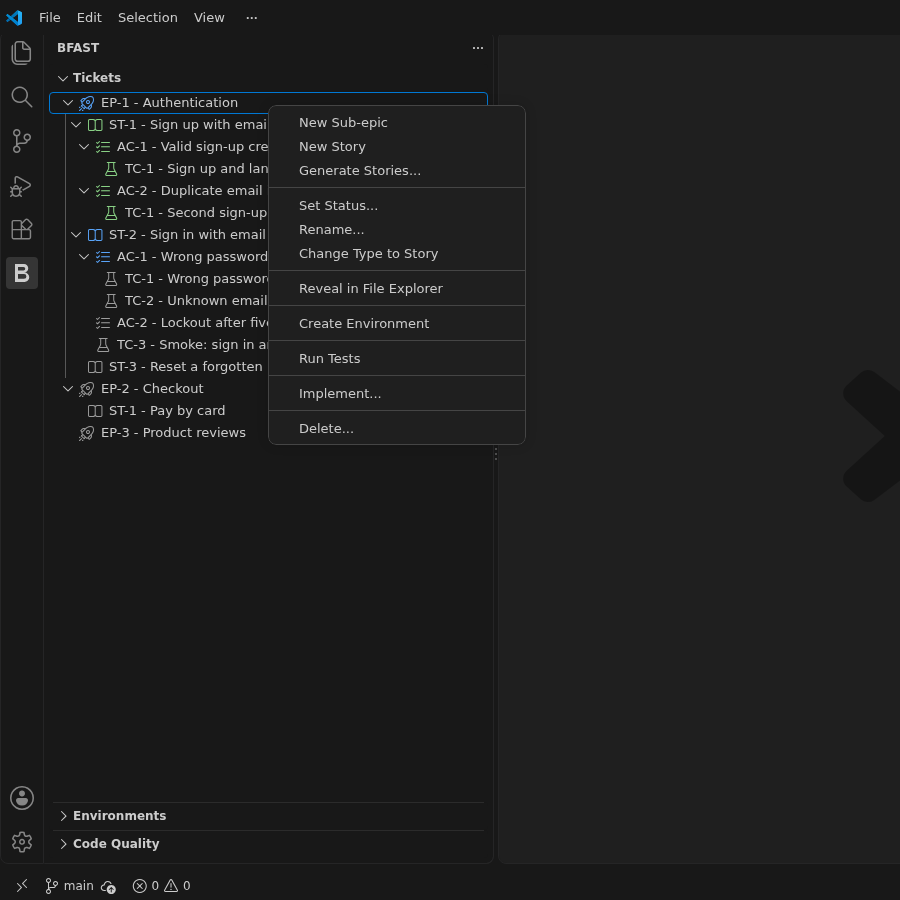 File Edit Selection View ···
BFAST ···
Tickets
EP-1 - Authentication
ST-1 - Sign up with emai
AC-1 - Valid sign-up cre
TC-1 - Sign up and lan
AC-2 - Duplicate email
TC-1 - Second sign-up
ST-2 - Sign in with email
AC-1 - Wrong password
TC-1 - Wrong passwor
TC-2 - Unknown email
AC-2 - Lockout after five
TC-3 - Smoke: sign in a
ST-3 - Reset a forgotten
EP-2 - Checkout
ST-1 - Pay by card
EP-3 - Product reviews
New Sub-epic
New Story
Generate Stories...
Set Status...
Rename...
Change Type to Story
Reveal in File Explorer
Create Environment
Run Tests
Implement...
Delete...
B
Environments
Code Quality
main 0 0